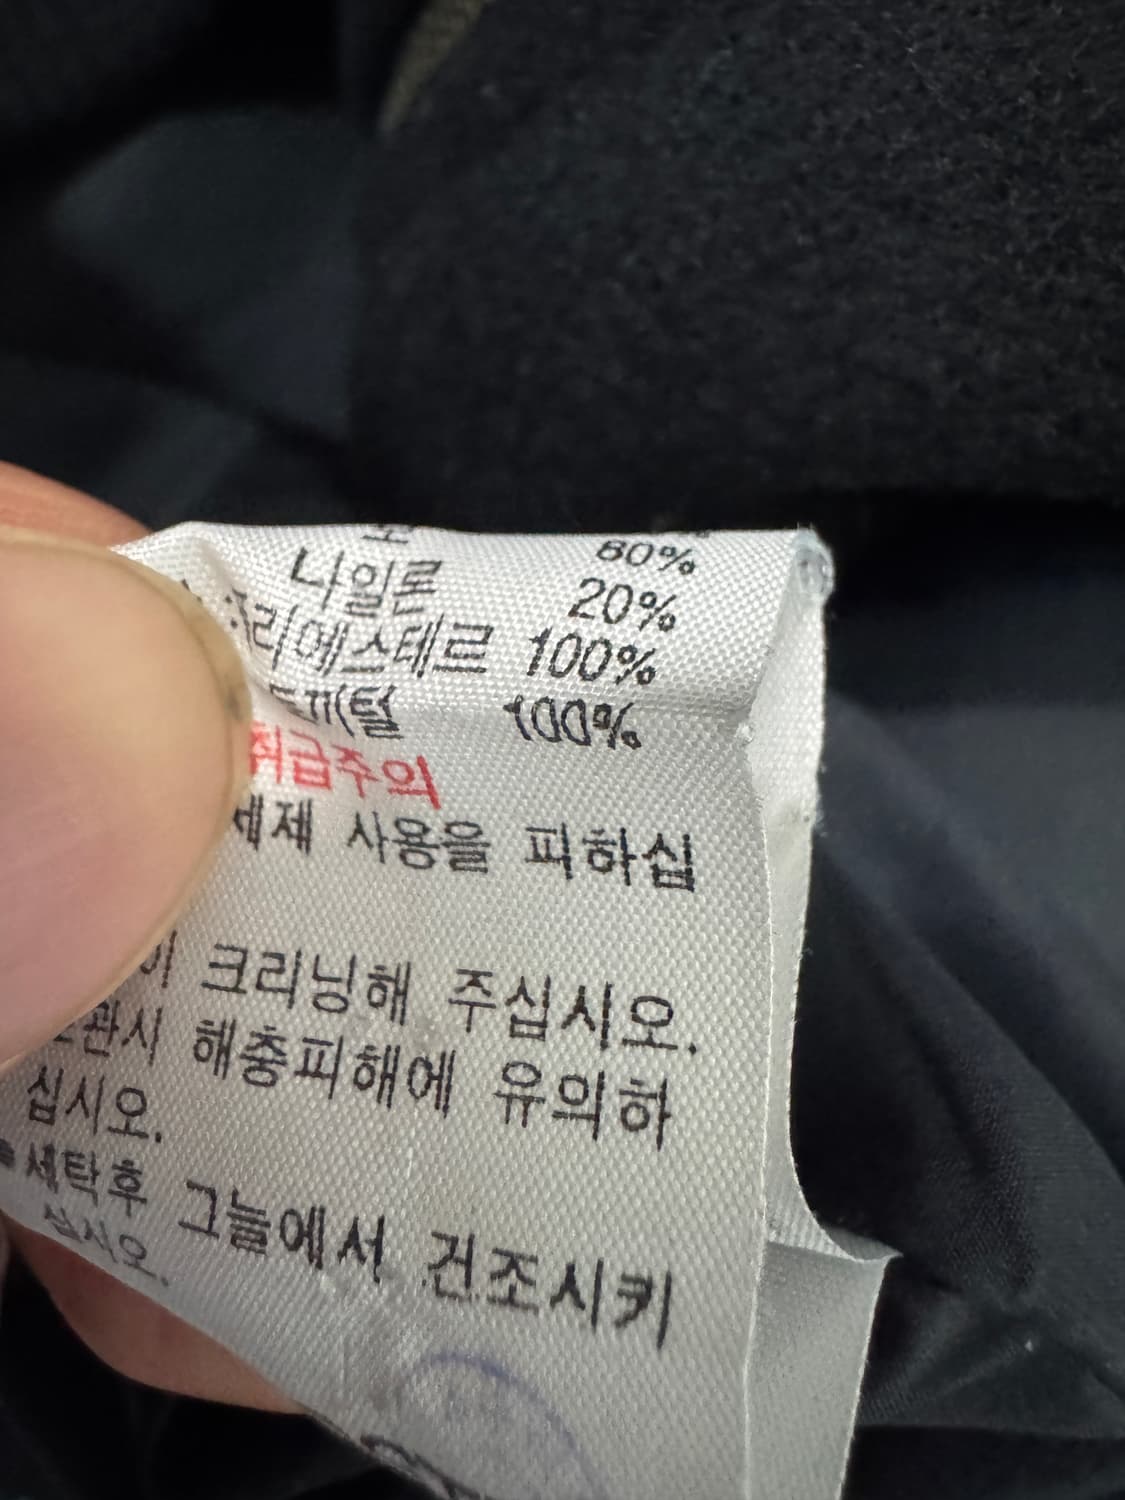 80%
나일론 20%
폴리에스테르 100%
100%
취급주의
세제 사용을 피하십
크리닝해 주십시오.
보관시 해충피해에 유의하
십시오.
세탁후 그늘에서 건조시키
십시오.